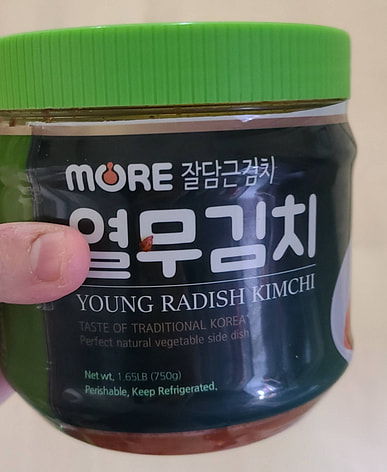 MORE 잘담근김치
열무김치
YOUNG RADISH KIMCHI
TASTE OF TRADITIONAL KOREA
Perfect natural vegetable side dish
Net wt. 1.65LB (750g)
Perishable, Keep Refrigerated.